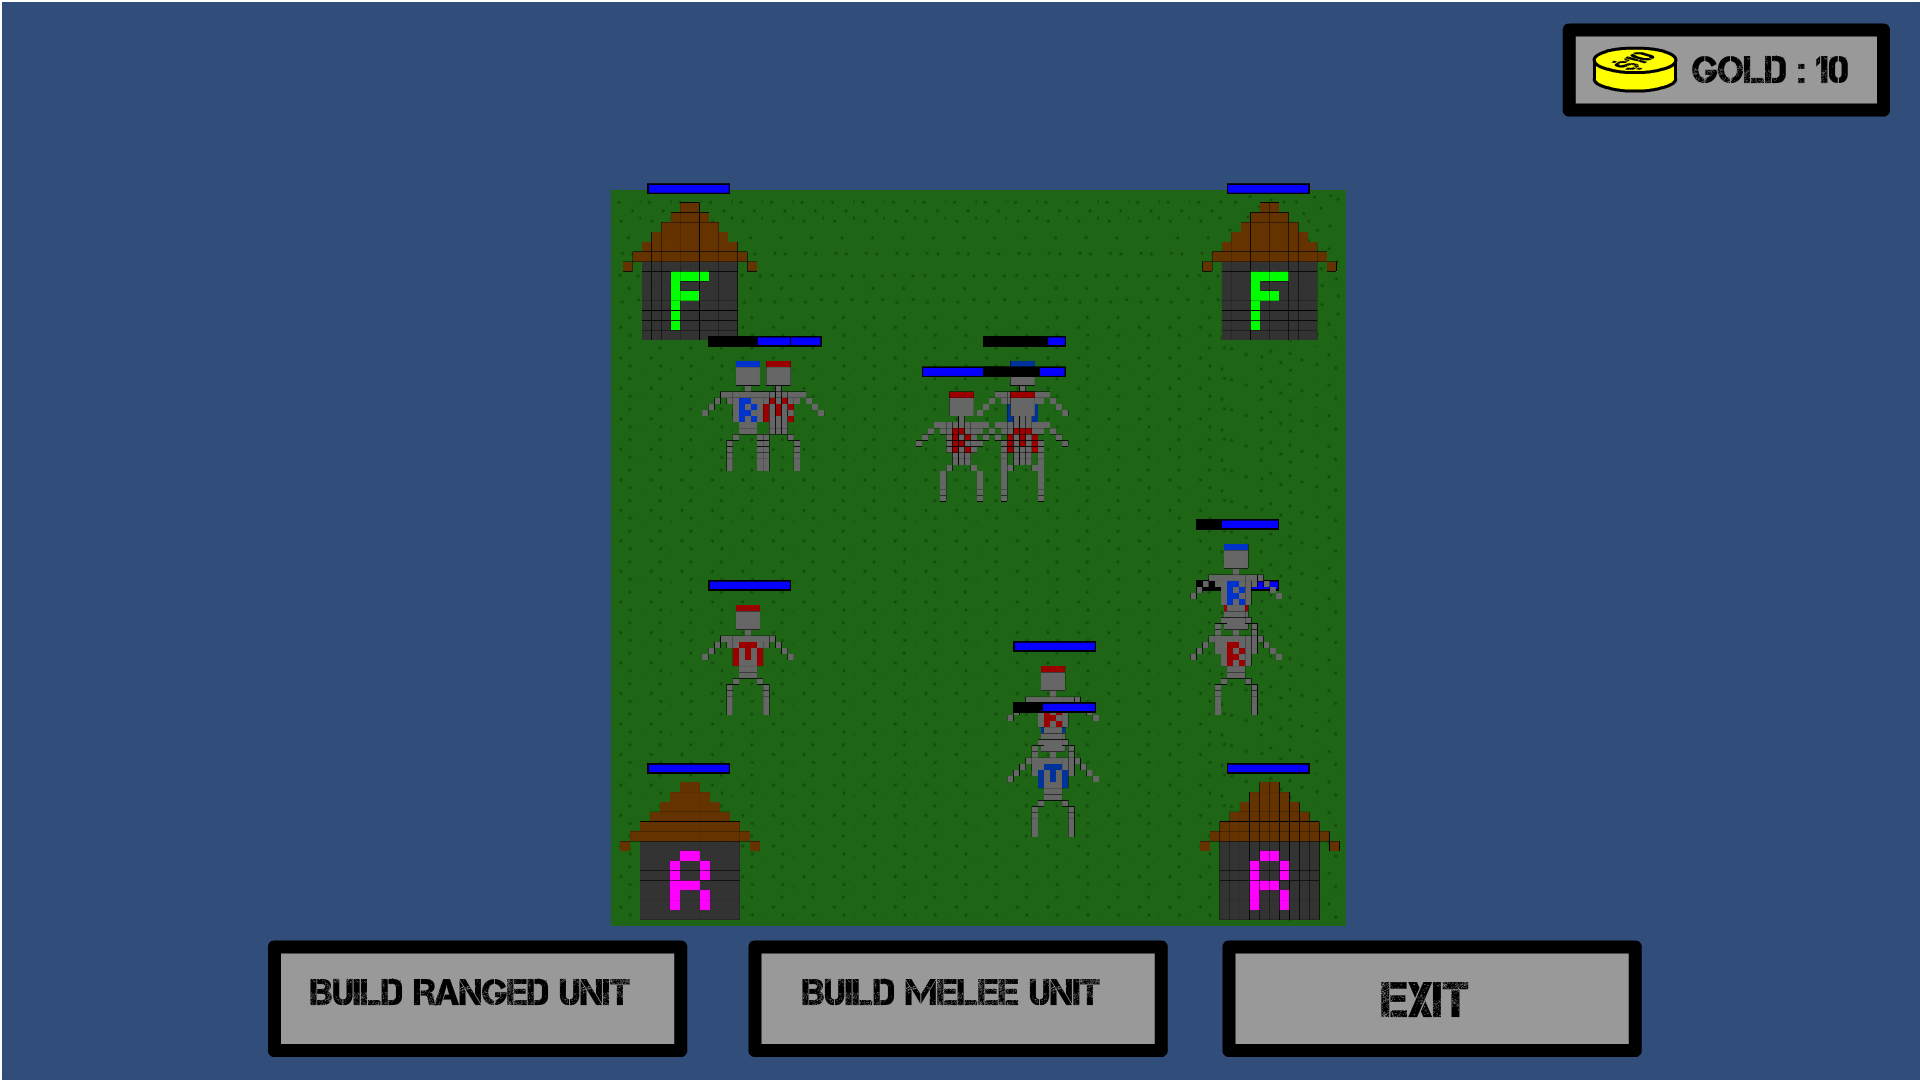 GOLD : 10
F F
R M
R M
R
M R
R
M
A A
BUILD RANGED UNIT
BUILD MELEE UNIT
EXIT